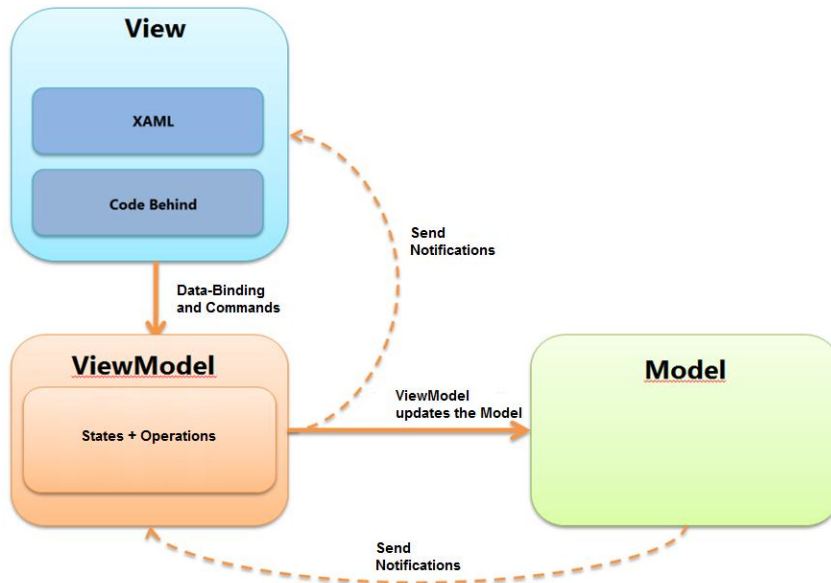 View
XAML
Code Behind
Send
Notifications
Data-Binding
and Commands
ViewModel
States + Operations
ViewModel
updates the Model
Model
Send
Notifications